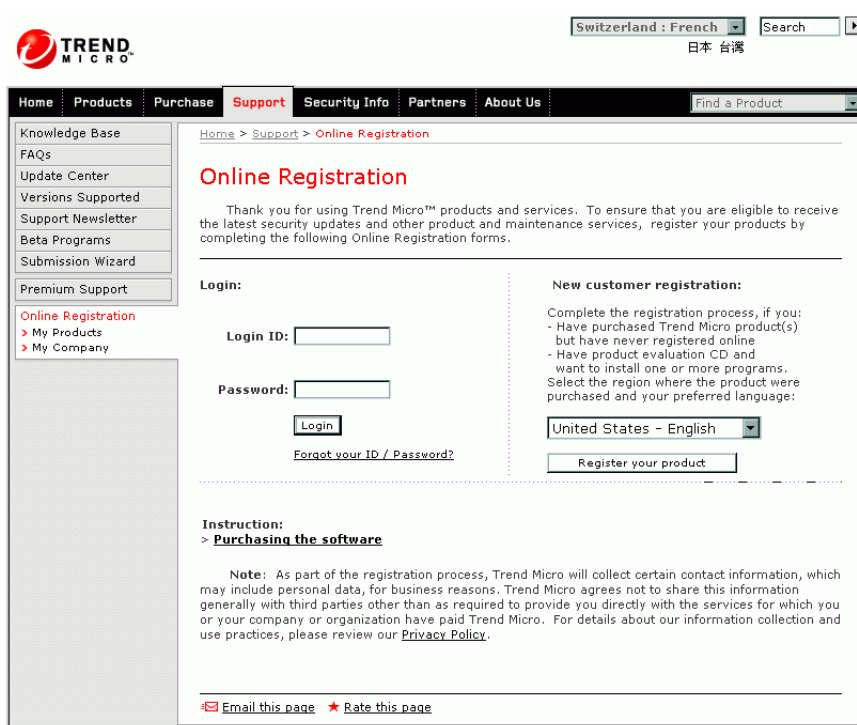 TREND
MICRO™
Switzerland : French
Search
日本 台灣
Home Products Purchase Support Security Info Partners About Us
Find a Product
Knowledge Base
FAQs
Update Center
Versions Supported
Support Newsletter
Beta Programs
Submission Wizard
Premium Support
Online Registration
My Products
My Company
Home > Support > Online Registration
Online Registration
Thank you for using Trend Micro™ products and services. To ensure that you are eligible to receive
the latest security updates and other product and maintenance services, register your products by
completing the following Online Registration forms.
Login:
Login ID:
Password:
Login
Forgot your ID / Password?
New customer registration:
Complete the registration process, if you:
- Have purchased Trend Micro product(s)
but have never registered online
- Have product evaluation CD and
want to install one or more programs.
Select the region where the product were
purchased and your preferred language:
United States - English
Register your product
Instruction:
> Purchasing the software
Note: As part of the registration process, Trend Micro will collect certain contact information, which
may include personal data, for business reasons. Trend Micro agrees not to share this information
generally with third parties other than as required to provide you directly with the services for which you
or your company or organization have paid Trend Micro. For details about our information collection and
use practices, please review our Privacy Policy.
Email this page
Rate this page